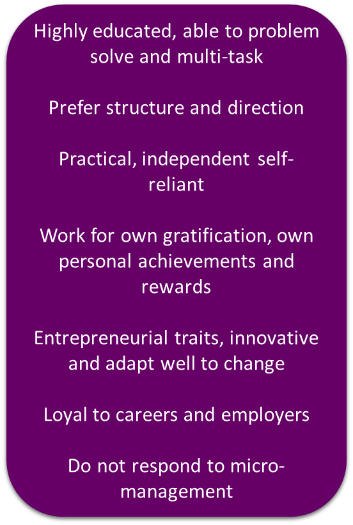 Highly educated, able to problem
solve and multi-task
Prefer structure and direction
Practical, independent self-
reliant
Work for own gratification, own
personal achievements and
rewards
Entrepreneurial traits, innovative
and adapt well to change
Loyal to careers and employers
Do not respond to micro-
management